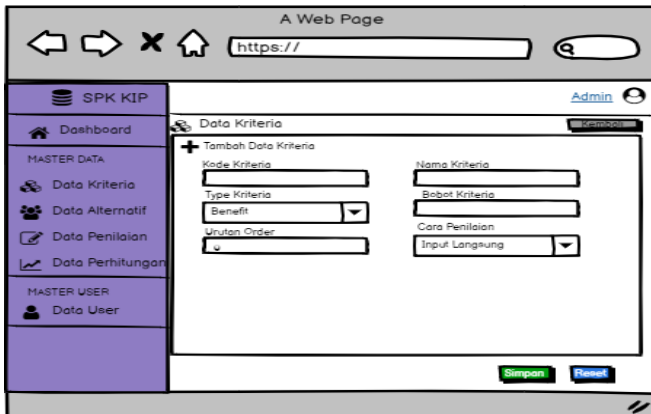 A Web Page
https://
SPK KIP
Admin
Dashboard
Data Kriteria
Kembali
MASTER DATA
Tambah Data Kriteria
Kode Kriteria
Nama Kriteria
Data Kriteria
Type Kriteria
Bobot Kriteria
Data Alternatif
Benefit
Data Penilaian
Urutan Order
Cara Penilaian
0
Input Langsung
Data Perhitungan
MASTER USER
Data User
Simpan
Reset